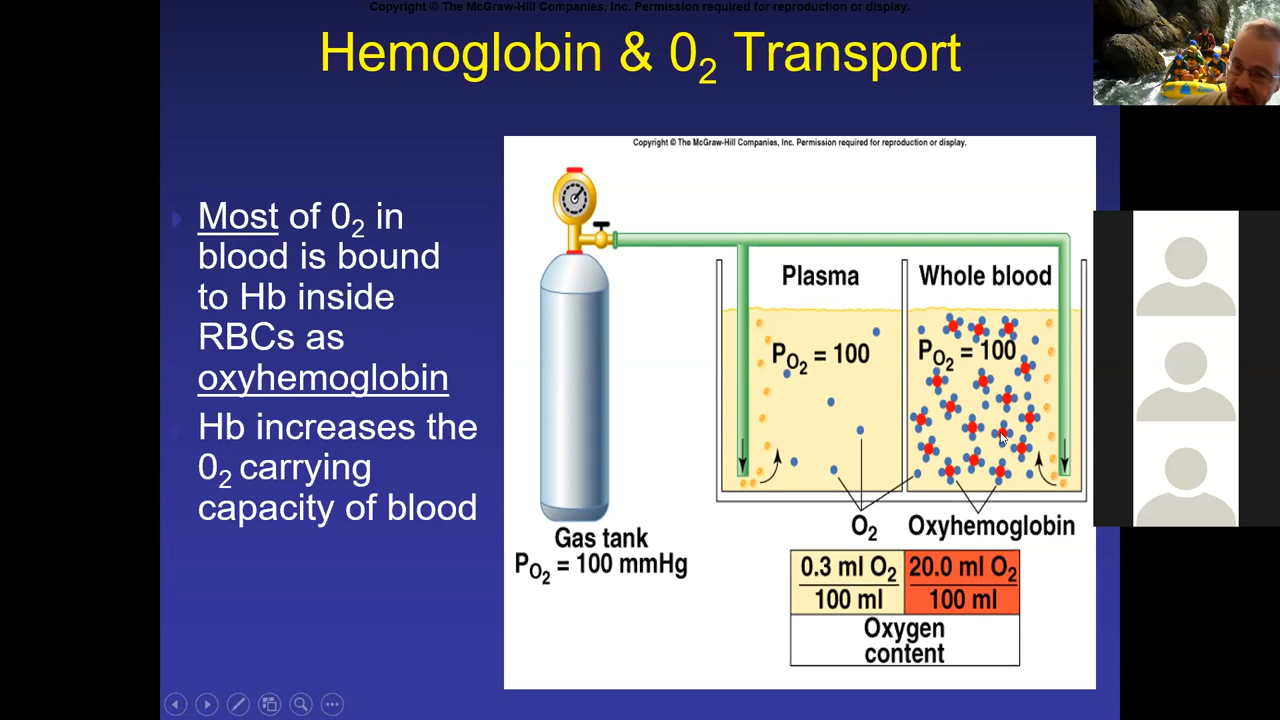 Copyright © The McGraw-Hill Companies, Inc. Permission required for reproduction or display.
Hemoglobin & 0₂ Transport
Most of 0₂ in
blood is bound
to Hb inside
RBCs as
oxyhemoglobin
Hb increases the
0₂ carrying
capacity of blood
Copyright © The McGraw-Hill Companies, Inc. Permission required for reproduction or display.
Plasma
Whole blood
P_O₂ = 100
P_O₂ = 100
O₂
Oxyhemoglobin
Gas tank
P_O₂ = 100 mmHg
0.3 ml O₂
100 ml
20.0 ml O₂
100 ml
Oxygen
content